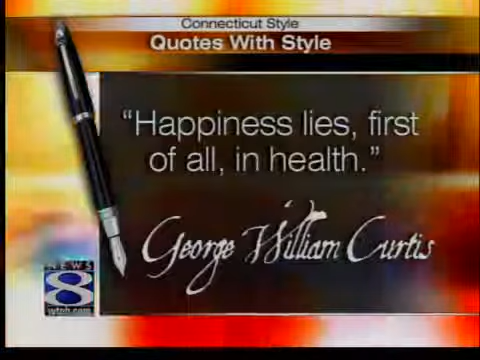 Connecticut Style
Quotes With Style
“Happiness lies, first
of all, in health.”
George William Curtis
NEWS
8
wtnh.com